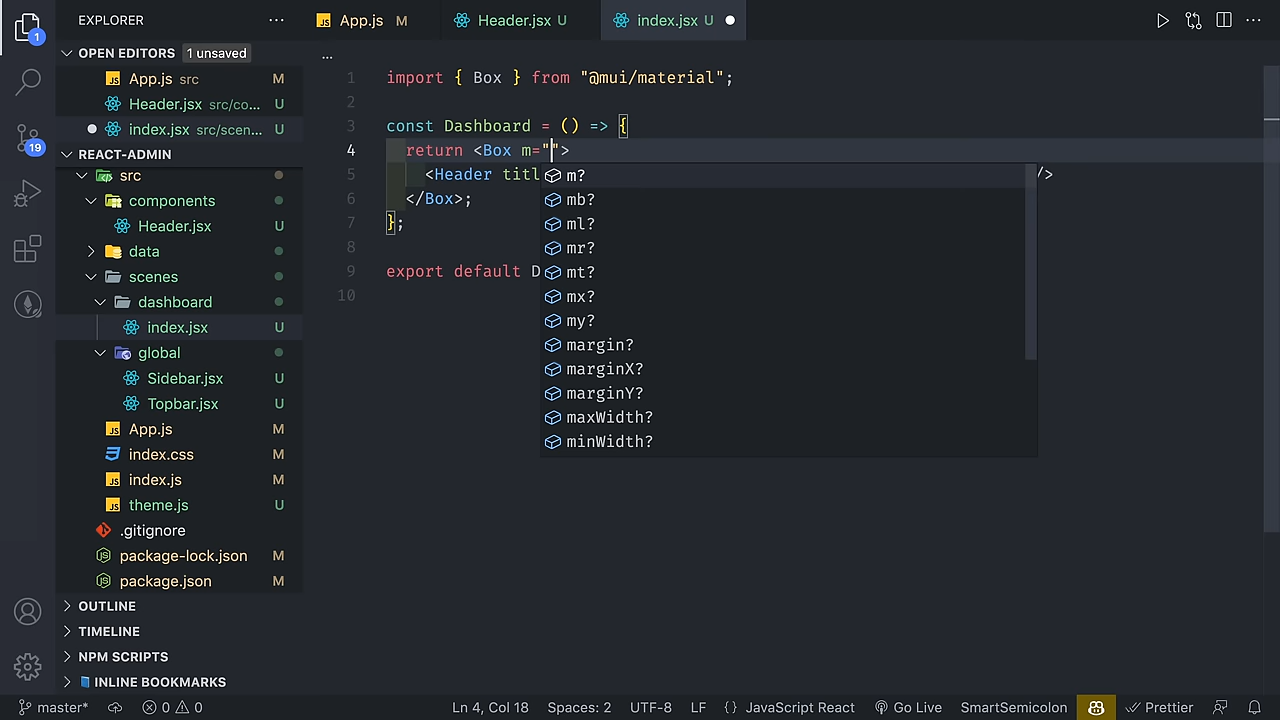 EXPLORER
App.js M
Header.jsx U
index.jsx U
OPEN EDITORS 1 unsaved
App.js src M
Header.jsx src/co... U
index.jsx src/scen... U
REACT-ADMIN
src
components
Header.jsx U
data
scenes
dashboard
index.jsx U
global
Sidebar.jsx U
Topbar.jsx U
App.js M
index.css M
index.js M
theme.js U
.gitignore
package-lock.json M
package.json M
OUTLINE
TIMELINE
NPM SCRIPTS
INLINE BOOKMARKS
1
19
...
1 import { Box } from "@mui/material";
2
3 const Dashboard = () => {
4 return <Box m="">
5 <Header titl />
6 </Box>;
7 };
8
9 export default D
10
m?
mb?
ml?
mr?
mt?
mx?
my?
margin?
marginX?
marginY?
maxWidth?
minWidth?
master* 0 0 Ln 4, Col 18 Spaces: 2 UTF-8 LF {} JavaScript React Go Live SmartSemicolon Prettier